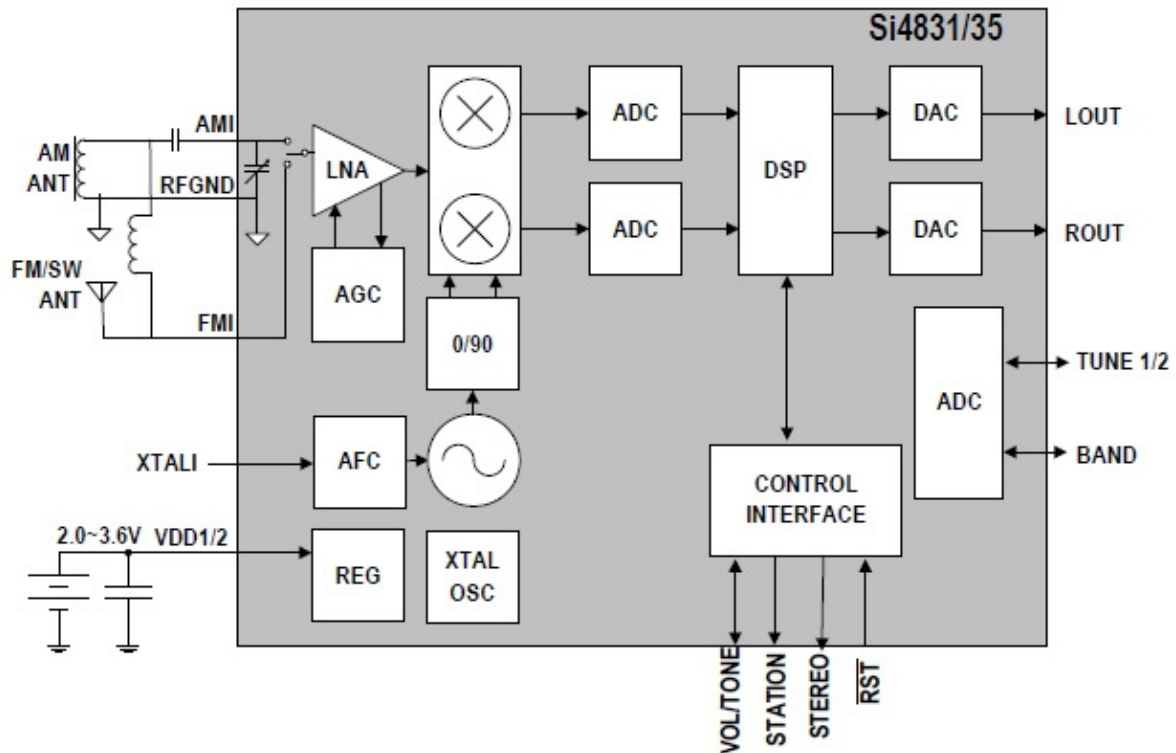 Si4831/35
AMI
AM
ANT
RFGND
FM/SW
ANT
FMI
LNA
AGC
0/90
ADC
ADC
DSP
DAC
DAC
LOUT
ROUT
ADC
TUNE 1/2
BAND
XTALI
AFC
2.0~3.6V
VDD1/2
REG
XTAL
OSC
CONTROL
INTERFACE
VOL/TONE
STATION
STEREO
RST